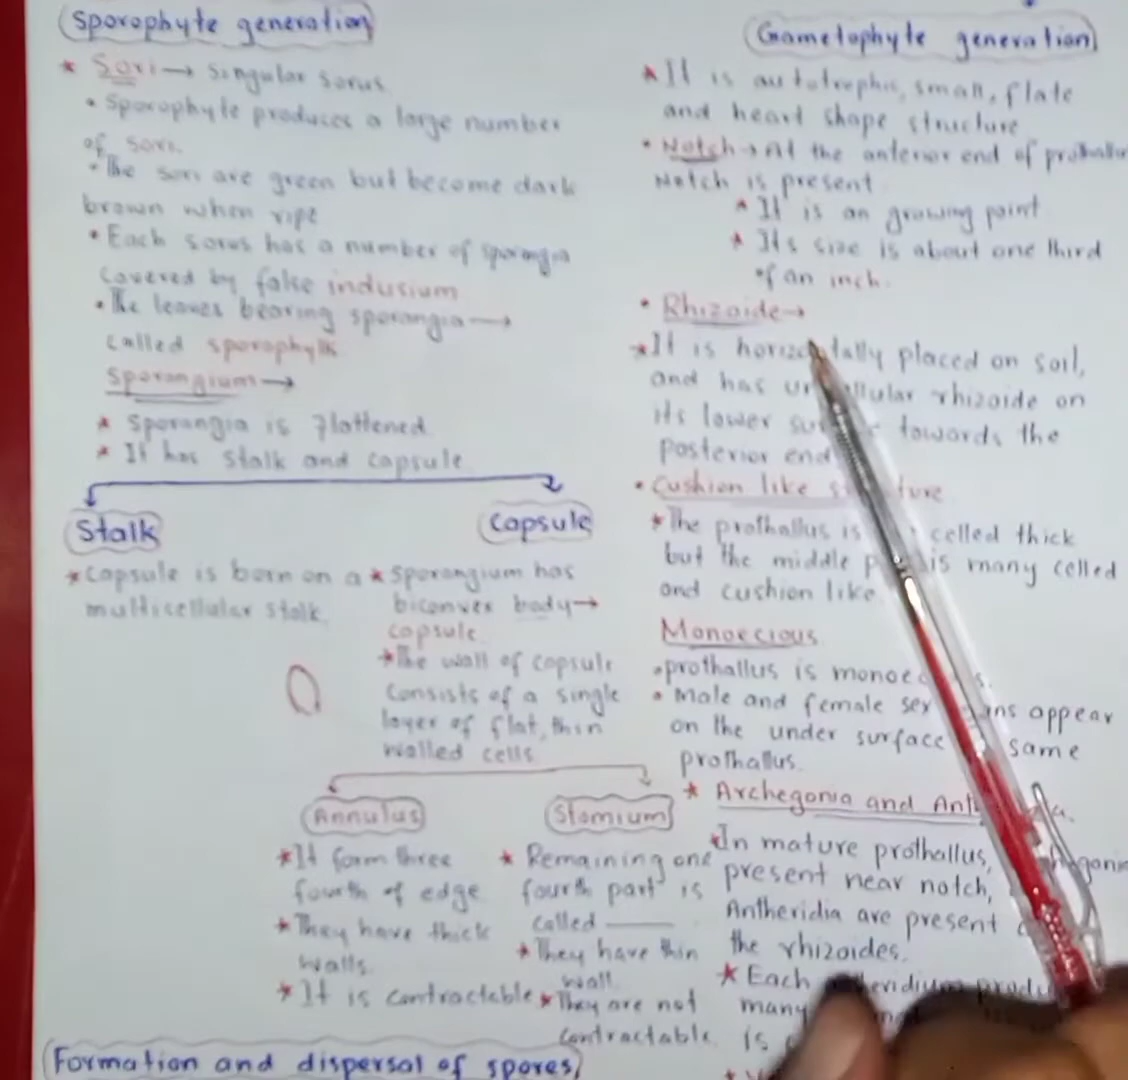 Sporophyte generation
* Sori → Singular sorus
• Sporophyte produces a large number
of sori.
• The sori are green but become dark
brown when ripe
• Each sorus has a number of sporangia
covered by false indusium
• The leaves bearing sporangia →
called sporophylls
Sporangium →
* Sporangia is flattened
* It has stalk and capsule
Stalk
* Capsule is born on a
multicellular stalk.
Capsule
* Sporangium has
biconvex body →
capsule
* The wall of capsule
consists of a single
layer of flat, thin
walled cells
Annulus
* It form three
fourth of edge
* They have thick
walls
* It is contractable
Stomium
* Remaining one
fourth part is
called ———
* They have thin
wall
* They are not
contractable
Formation and dispersal of spores
Gametophyte generation
* It is autotrophic, small, flate
and heart shape structure
• Notch → At the anterior end of
Notch is present
* It is an growing point
* Its size is about one third
of an inch.
• Rhizoide →
* It is placed on soil,
and has rhizoide on
its lower towards the
posterior end
• Cushion like
* The prothallus is celled thick
but the middle is many celled
and cushion like
Monoecious
• prothallus is
• Male and female appear
on the under surface same
prothallus.
* Archegonia and
* In mature prothallus,
present near notch,
Antheridia are present
the rhizoides.
* Each
many
is